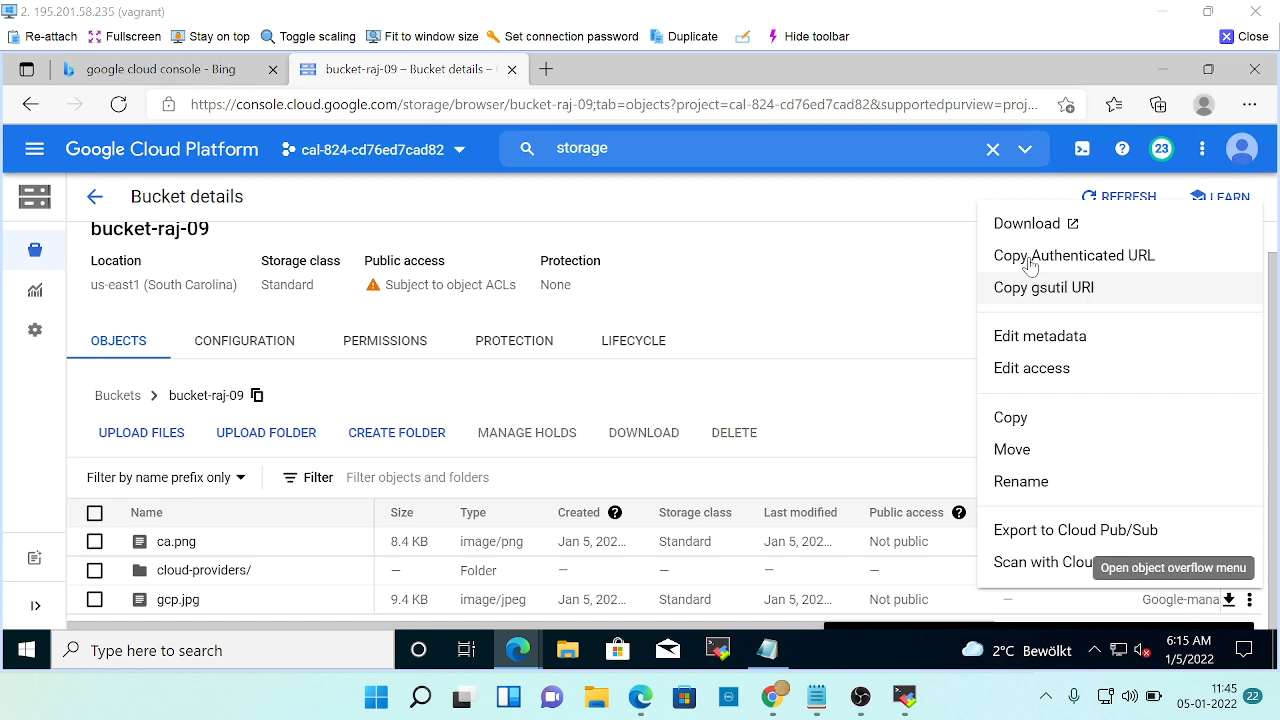 2. 195.201.58.235 (vagrant)
Re-attach Fullscreen Stay on top Toggle scaling Fit to window size Set connection password Duplicate Hide toolbar Close
google cloud console - Bing bucket-raj-09 – Bucket details –
https://console.cloud.google.com/storage/browser/bucket-raj-09;tab=objects?project=cal-824-cd76ed7cad82&supportedpurview=proj...
Google Cloud Platform cal-824-cd76ed7cad82 storage 23
Bucket details REFRESH LEARN
bucket-raj-09
Location Storage class Public access Protection
us-east1 (South Carolina) Standard Subject to object ACLs None
Download
Copy Authenticated URL
Copy gsutil URI
Edit metadata
Edit access
Copy
Move
Rename
Export to Cloud Pub/Sub
Scan with Clou
Open object overflow menu
OBJECTS CONFIGURATION PERMISSIONS PROTECTION LIFECYCLE
Buckets > bucket-raj-09
UPLOAD FILES UPLOAD FOLDER CREATE FOLDER MANAGE HOLDS DOWNLOAD DELETE
Filter by name prefix only Filter Filter objects and folders
Name Size Type Created Storage class Last modified Public access
ca.png 8.4 KB image/png Jan 5, 202... Standard Jan 5, 202... Not public
cloud-providers/ — Folder — — — —
gcp.jpg 9.4 KB image/jpeg Jan 5, 202... Standard Jan 5, 202... Not public — Google-mana
Type here to search 2°C Bewölkt 6:15 AM
1/5/2022
11:45
05-01-2022 22